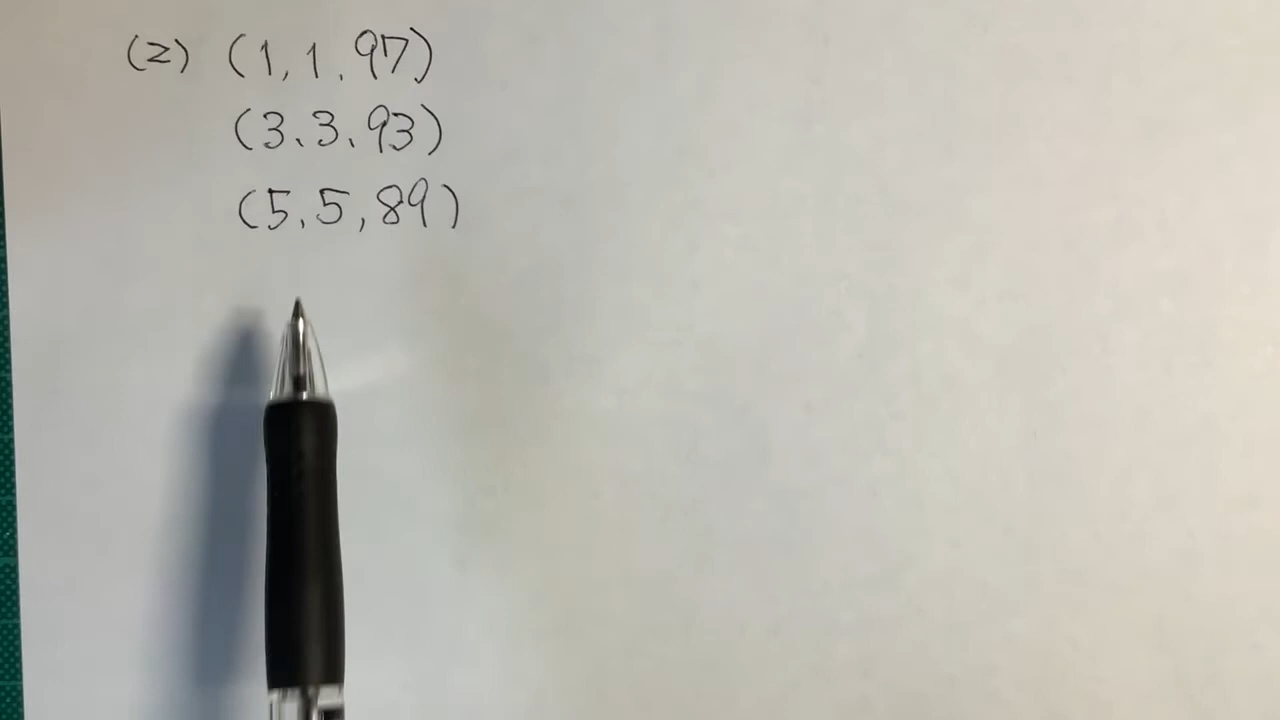 (2) (1, 1, 97)
(3, 3, 93)
(5, 5, 89)